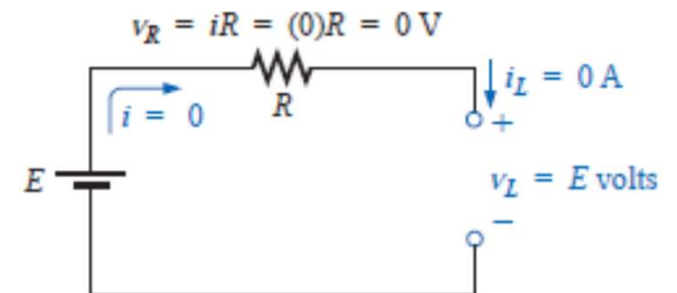 v_R = iR = (0)R = 0 V
i_L = 0 A
i = 0
R
+
E
v_L = E volts
−